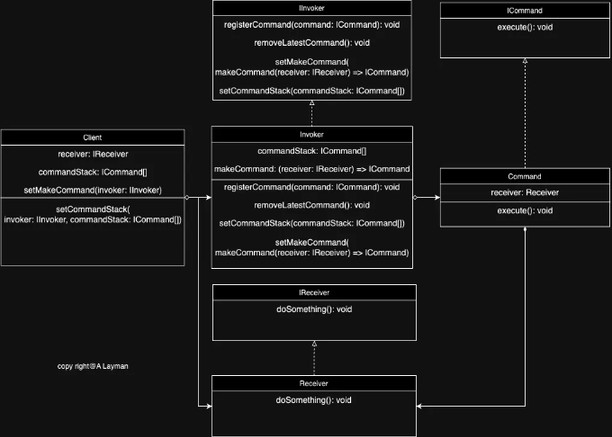 IInvoker
registerCommand(command: ICommand): void
removeLatestCommand(): void
setMakeCommand(
makeCommand(receiver: IReceiver) => ICommand)
setCommandStack(commandStack: ICommand[])
ICommand
execute(): void
Client
receiver: IReceiver
commandStack: ICommand[]
setMakeCommand(invoker: IInvoker)
setCommandStack(
invoker: IInvoker, commandStack: ICommand[])
Invoker
commandStack: ICommand[]
makeCommand: (receiver: IReceiver) => ICommand
registerCommand(command: ICommand): void
removeLatestCommand(): void
setCommandStack(commandStack: ICommand[])
setMakeCommand(
makeCommand(receiver: IReceiver) => ICommand)
Command
receiver: Receiver
execute(): void
IReceiver
doSomething(): void
Receiver
doSomething(): void
copy right@A Layman